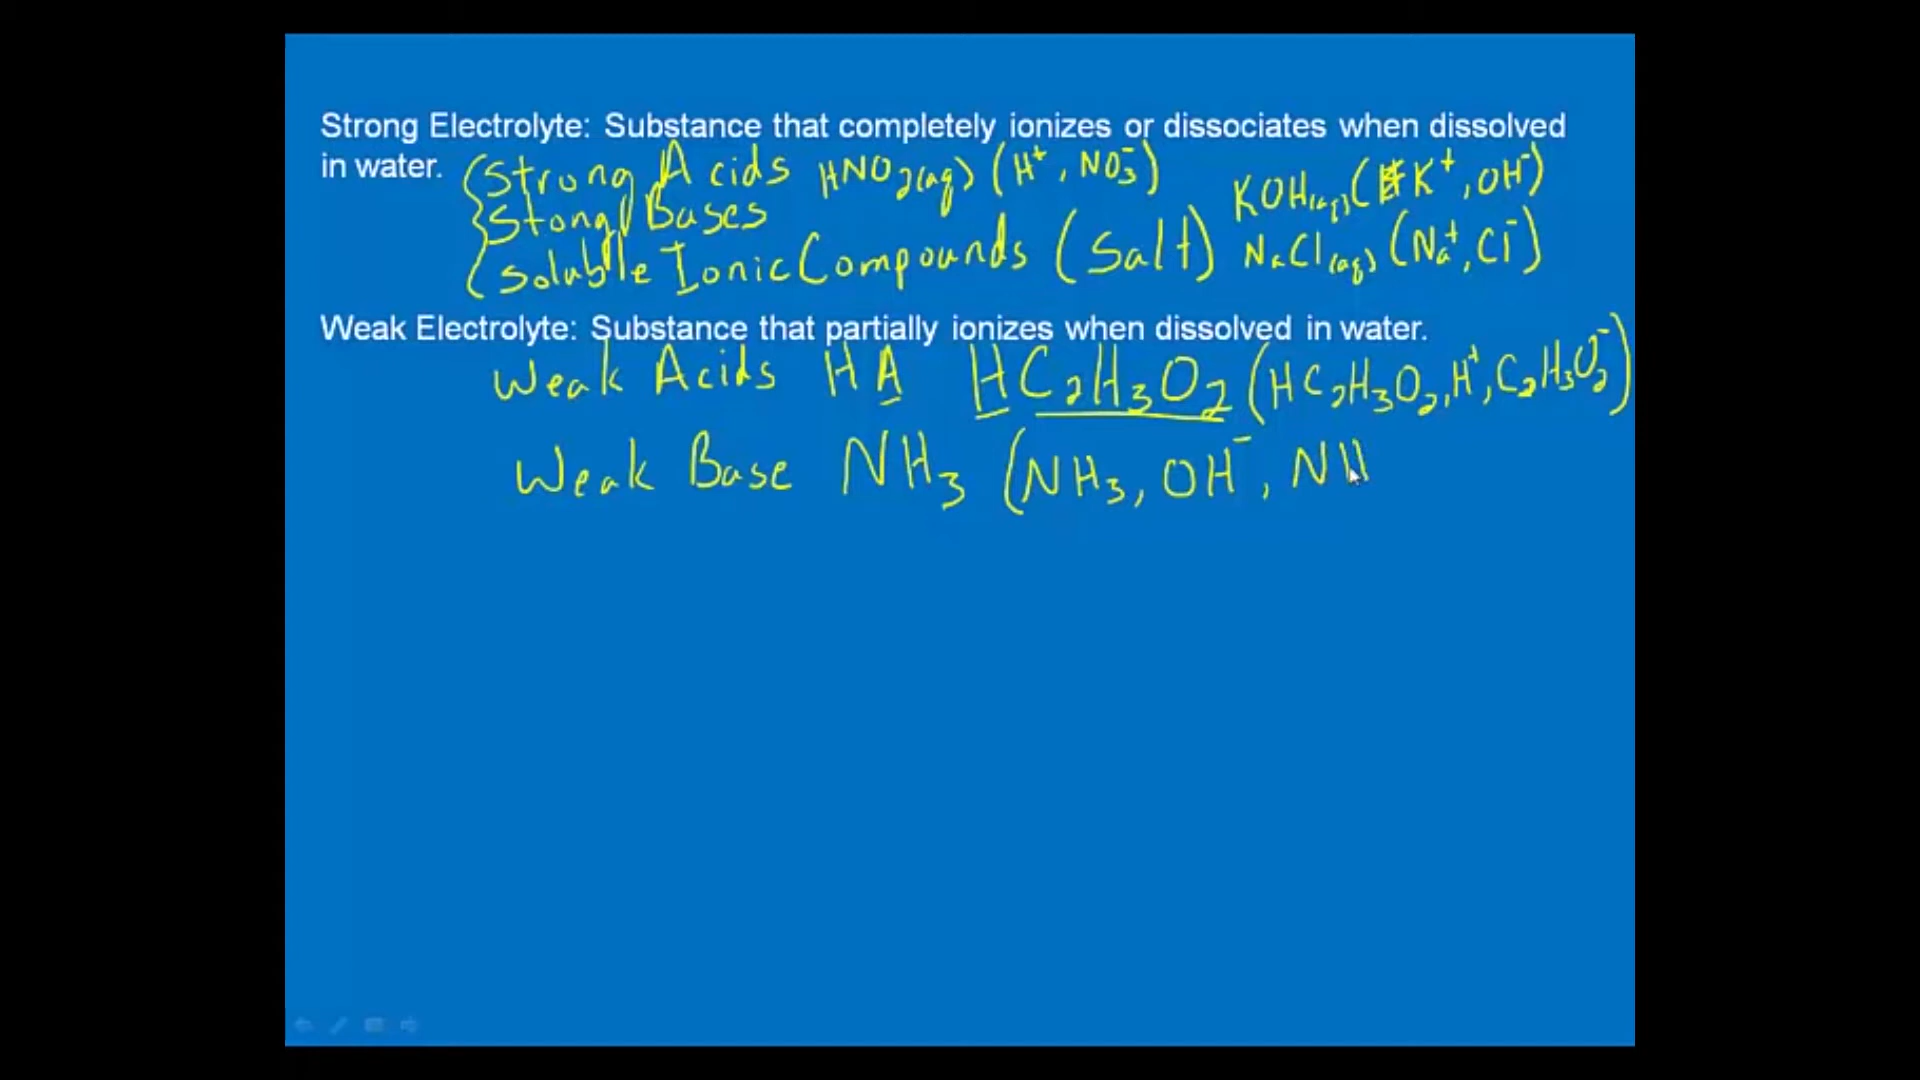 Strong Electrolyte: Substance that completely ionizes or dissociates when dissolved
in water. Strong Acids HNO₂(aq) (H⁺, NO₃⁻) KOH(aq) (K⁺, OH⁻)
Stong Bases
Soluble Ionic Compounds (Salt) NaCl(aq) (Na⁺, Cl⁻)
Weak Electrolyte: Substance that partially ionizes when dissolved in water.
Weak Acids HA HC₂H₃O₂ (HC₂H₃O₂, H⁺, C₂H₃O₂⁻)
Weak Base NH₃ (NH₃, OH⁻, NH